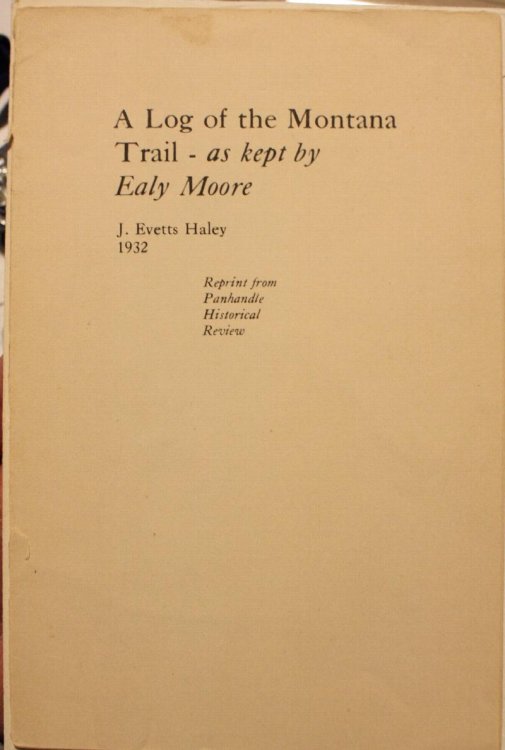 A Log of the Montana
Trail - as kept by
Ealy Moore
J. Evetts Haley
1932
Reprint from
Panhandle
Historical
Review